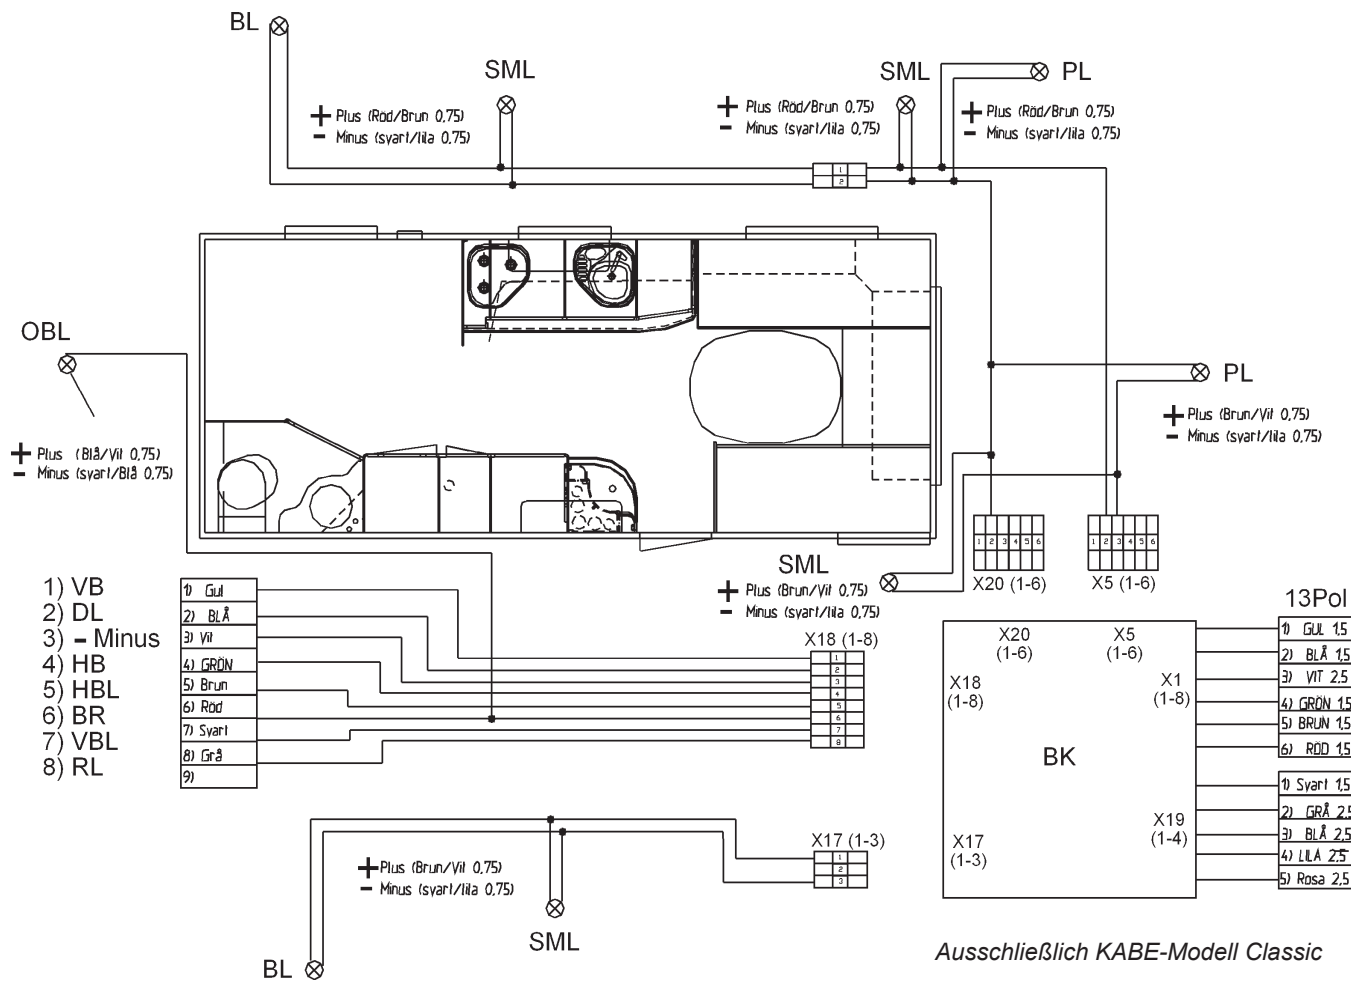 BL
SML
SML
PL
+ Plus (Röd/Brun 0,75)
- Minus (svart/lila 0,75)
+ Plus (Röd/Brun 0,75)
- Minus (svart/lila 0,75)
+ Plus (Röd/Brun 0,75)
- Minus (svart/lila 0,75)
1
2
OBL
+ Plus (Blå/Vit 0,75)
- Minus (svart/Blå 0,75)
PL
+ Plus (Brun/Vit 0,75)
- Minus (svart/lila 0,75)
1 2 3 4 5 6
X20 (1-6)
1 2 3 4 5 6
X5 (1-6)
SML
+ Plus (Brun/Vit 0,75)
- Minus (svart/lila 0,75)
1) VB
2) DL
3) - Minus
4) HB
5) HBL
6) BR
7) VBL
8) RL
1) Gul
2) BLÅ
3) Vit
4) GRÖN
5) Brun
6) Röd
7) Svart
8) Grå
9)
X18 (1-8)
1
2
3
4
5
6
7
8
X20
(1-6)
X5
(1-6)
X18
(1-8)
X1
(1-8)
BK
X17
(1-3)
X19
(1-4)
13Pol
1) GUL 1,5
2) BLÅ 1,5
3) VIT 2,5
4) GRÖN 1,5
5) BRUN 1,5
6) RÖD 1,5
1) Svart 1,5
2) GRÅ 2,5
3) BLÅ 2,5
4) LILA 2,5
5) Rosa 2,5
X17 (1-3)
1
2
3
+ Plus (Brun/Vit 0,75)
- Minus (svart/lila 0,75)
SML
BL
Ausschließlich KABE-Modell Classic